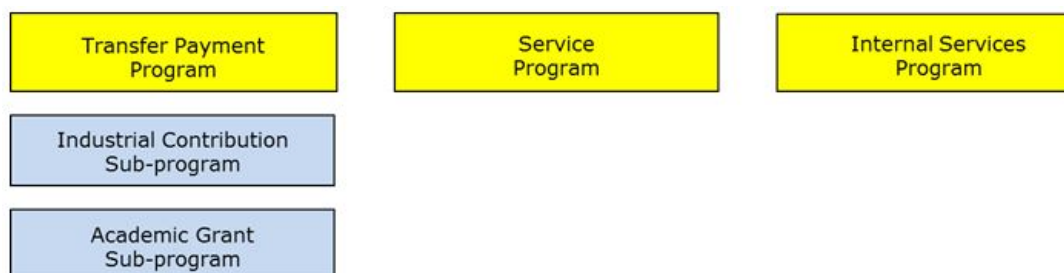 Transfer Payment
Program
Service
Program
Internal Services
Program
Industrial Contribution
Sub-program
Academic Grant
Sub-program